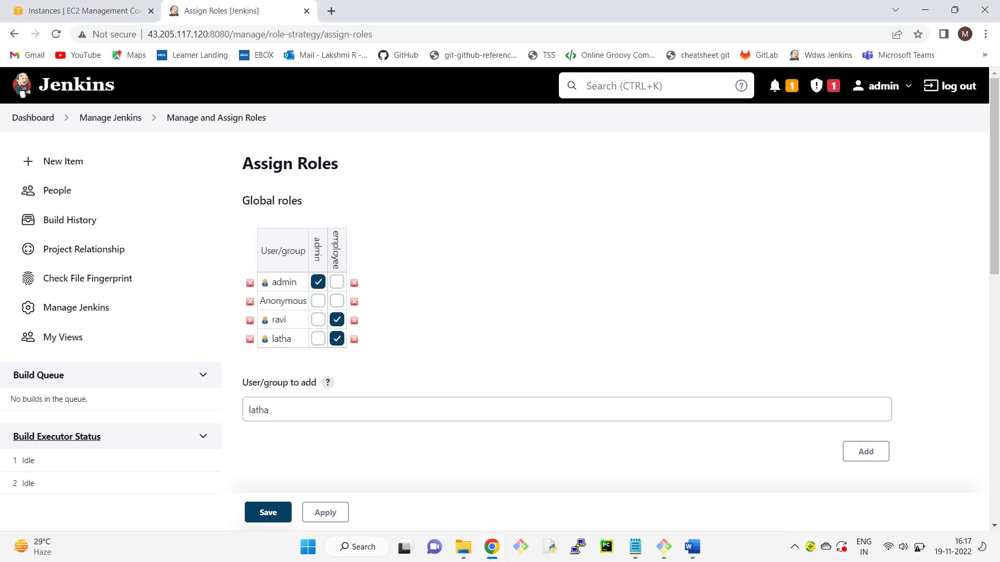 Instances | EC2 Management Con
Assign Roles [Jenkins]
Not secure
43.205.117.120:8080/manage/role-strategy/assign-roles
M
Gmail
YouTube
Maps
HCL
Learner Landing
HCL
EBOX
Mail - Lakshmi R -...
GitHub
git-github-referenc...
TSS
Online Groovy Com...
cheatsheet git
GitLab
Wdws Jenkins
Microsoft Teams
»
Jenkins
Search (CTRL+K)
?
1
1
admin
log out
Dashboard
Manage Jenkins
Manage and Assign Roles
New Item
People
Build History
Project Relationship
Check File Fingerprint
Manage Jenkins
My Views
Build Queue
No builds in the queue.
Build Executor Status
1 Idle
2 Idle
Assign Roles
Global roles
User/group
admin
employee
admin
Anonymous
ravi
latha
User/group to add ?
latha
Add
Save
Apply
29°C
Haze
Search
PC
W
ENG
IN
16:17
19-11-2022